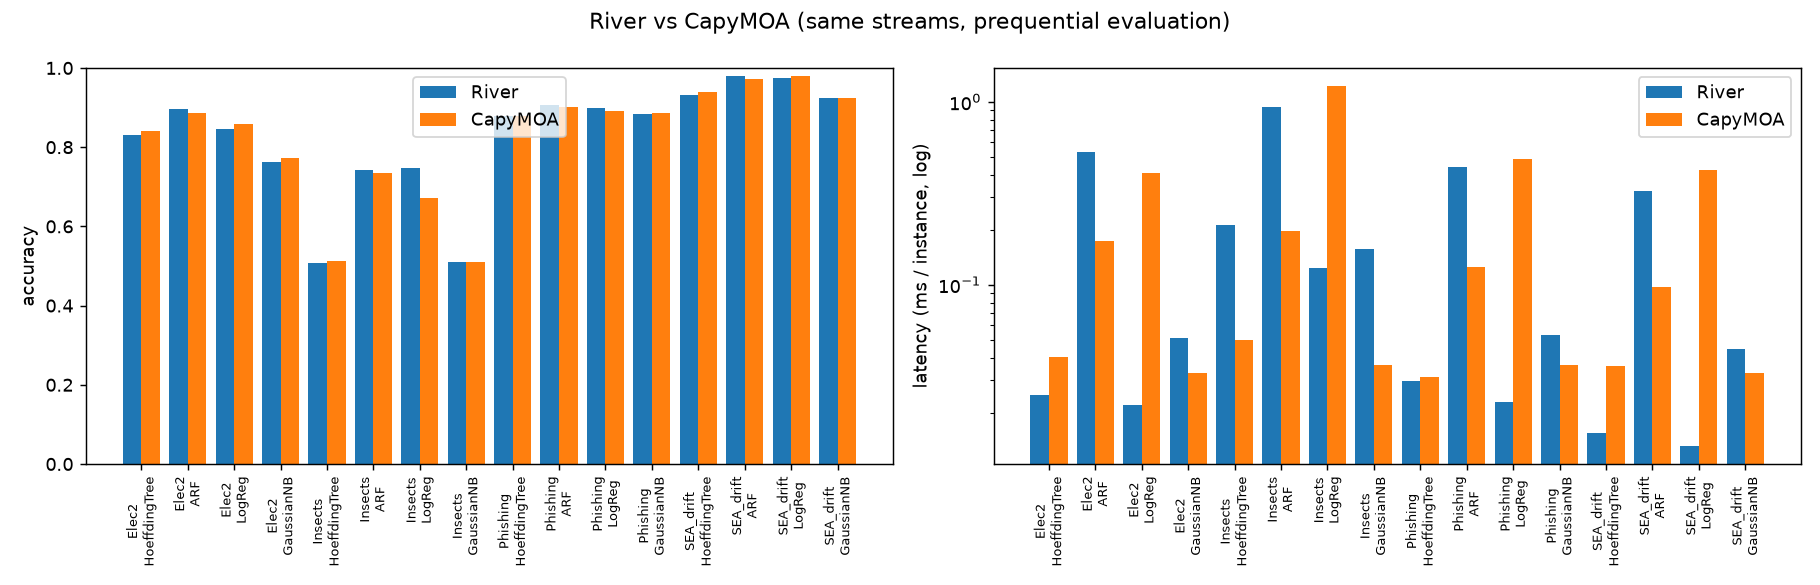 River vs CapyMOA (same streams, prequential evaluation)
accuracy
1.0
0.8
0.6
0.4
0.2
0.0
River
CapyMOA
Elec2
HoeffdingTree
Elec2
ARF
Elec2
LogReg
Elec2
GaussianNB
Insects
HoeffdingTree
Insects
ARF
Insects
LogReg
Insects
GaussianNB
Phishing
HoeffdingTree
Phishing
ARF
Phishing
LogReg
Phishing
GaussianNB
SEA_drift
HoeffdingTree
SEA_drift
ARF
SEA_drift
LogReg
SEA_drift
GaussianNB
latency (ms / instance, log)
10⁰
10⁻¹
River
CapyMOA
Elec2
HoeffdingTree
Elec2
ARF
Elec2
LogReg
Elec2
GaussianNB
Insects
HoeffdingTree
Insects
ARF
Insects
LogReg
Insects
GaussianNB
Phishing
HoeffdingTree
Phishing
ARF
Phishing
LogReg
Phishing
GaussianNB
SEA_drift
HoeffdingTree
SEA_drift
ARF
SEA_drift
LogReg
SEA_drift
GaussianNB